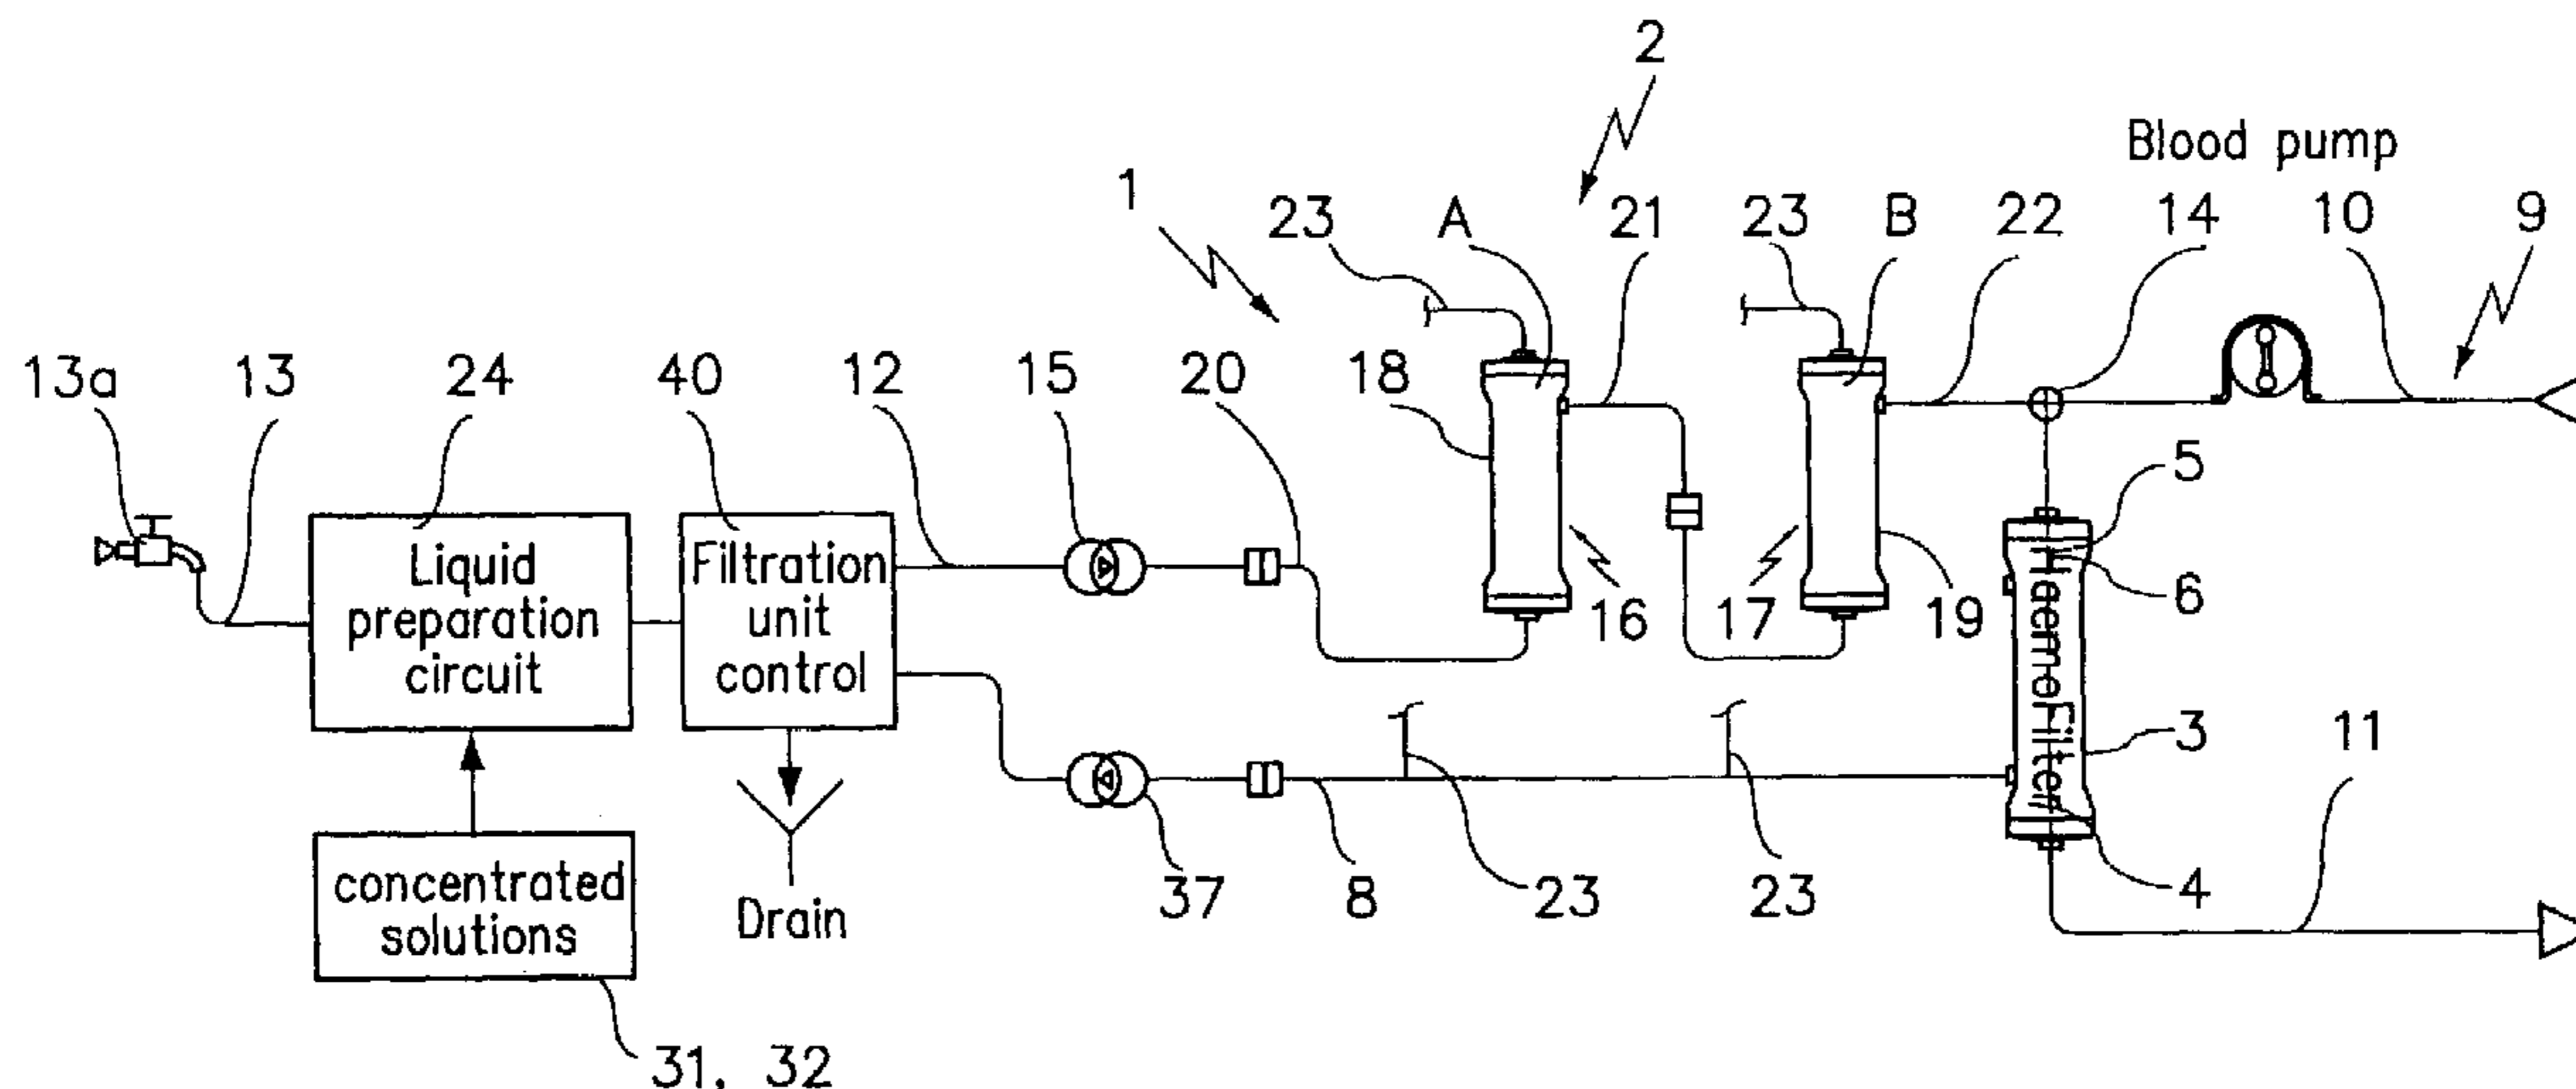 2
Blood pump
1
23
A
21
23
B
22
14
10
9
13a
13
24
40
12
15
20
18
5
Liquid
preparation
circuit
Filtration
unit
control
16
17
19
6
HaemoFilter
3
11
concentrated
solutions
Drain
37
8
23
23
4
31, 32